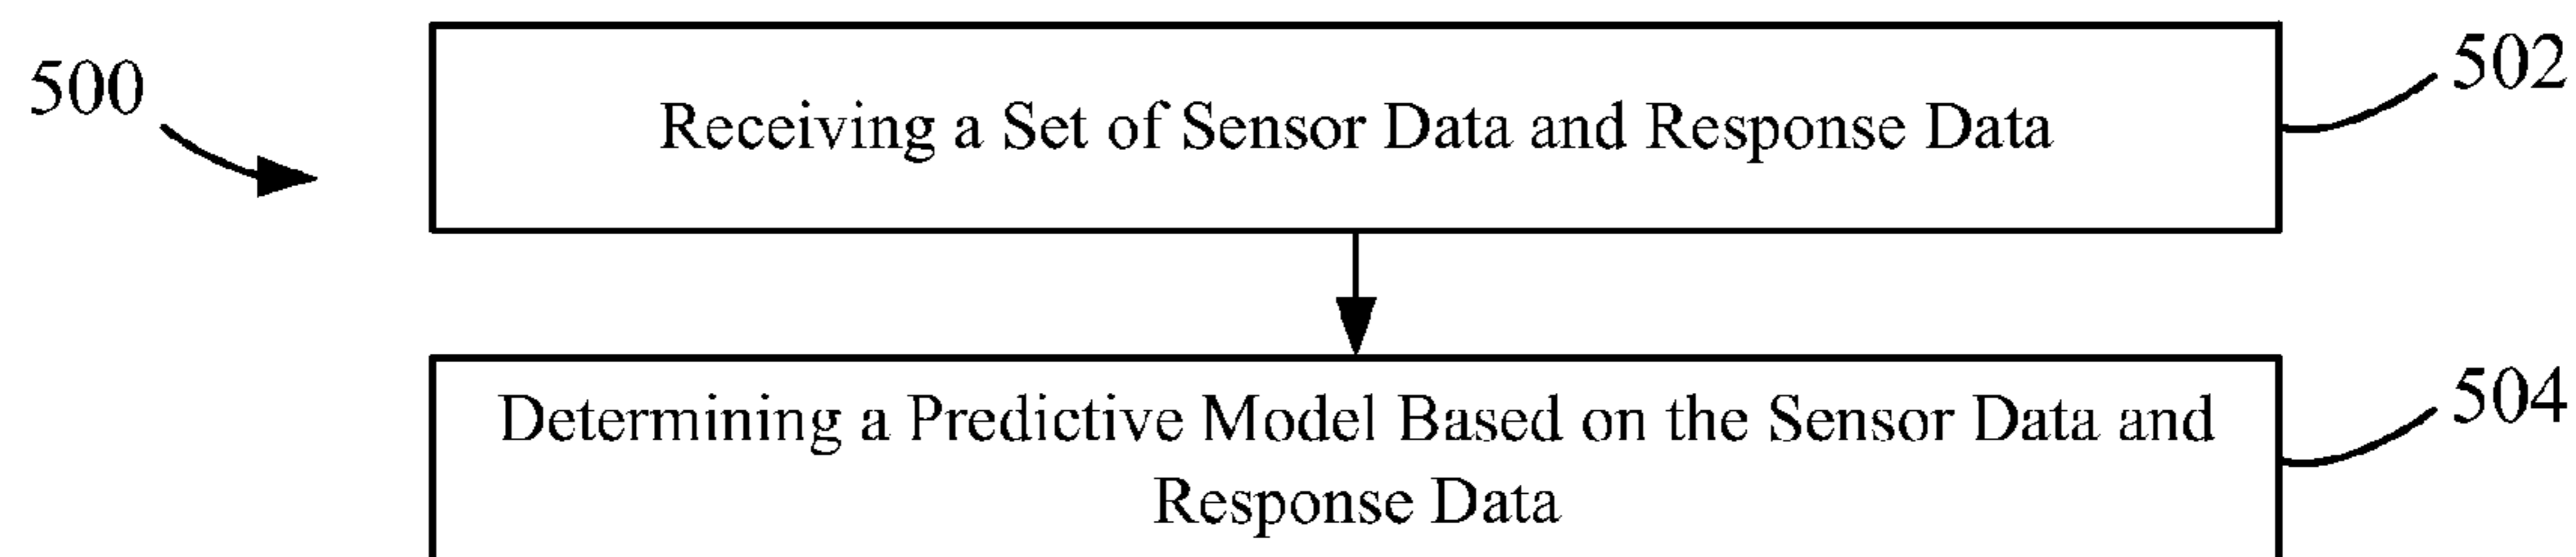 500
Receiving a Set of Sensor Data and Response Data
502
Determining a Predictive Model Based on the Sensor Data and
Response Data
504